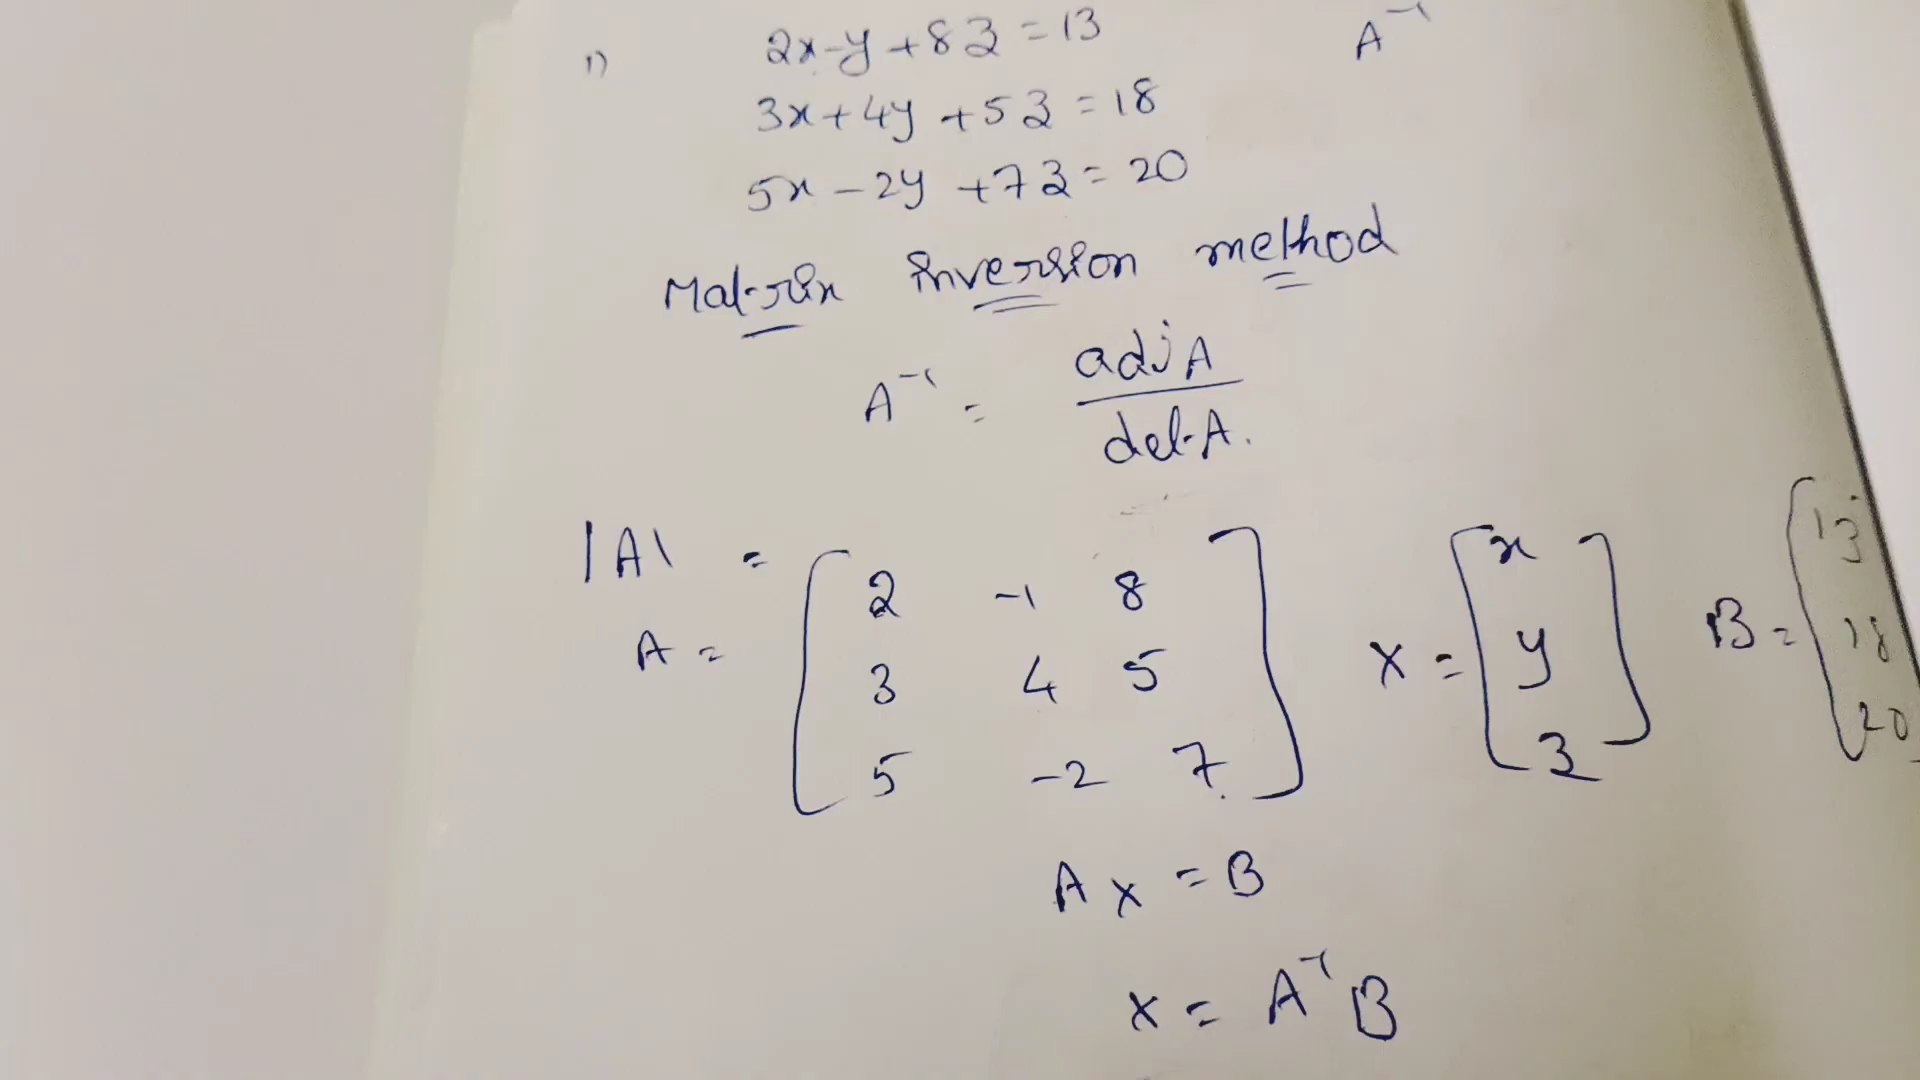 1) 2x-y+8z=13 A⁻¹
3x+4y+5z=18
5x-2y+7z=20
Matrix inversion method
A⁻¹ = adj A
det A.
|A| =
A = [2 -1 8 X = [x B = [13
3 4 5 y 18
5 -2 7] z] 20]
AX = B
X = A⁻¹B